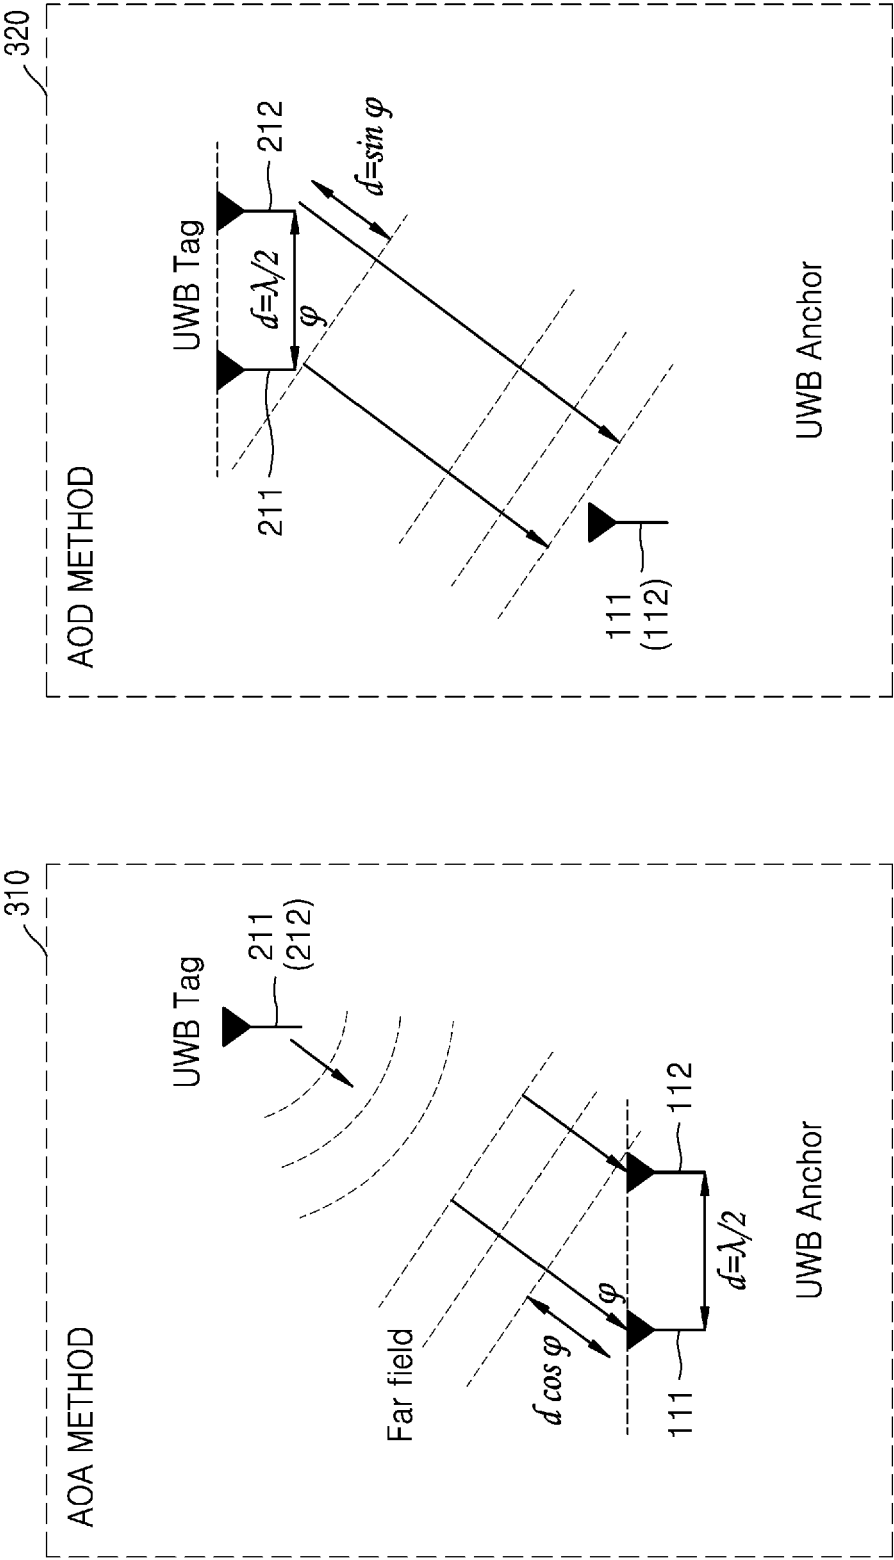 310
AOA METHOD
UWB Tag
211
(212)
Far field
d cos φ
φ
111
112
d=λ/2
UWB Anchor
320
AOD METHOD
UWB Tag
211
212
d=λ/2
φ
d=sin φ
111
(112)
UWB Anchor